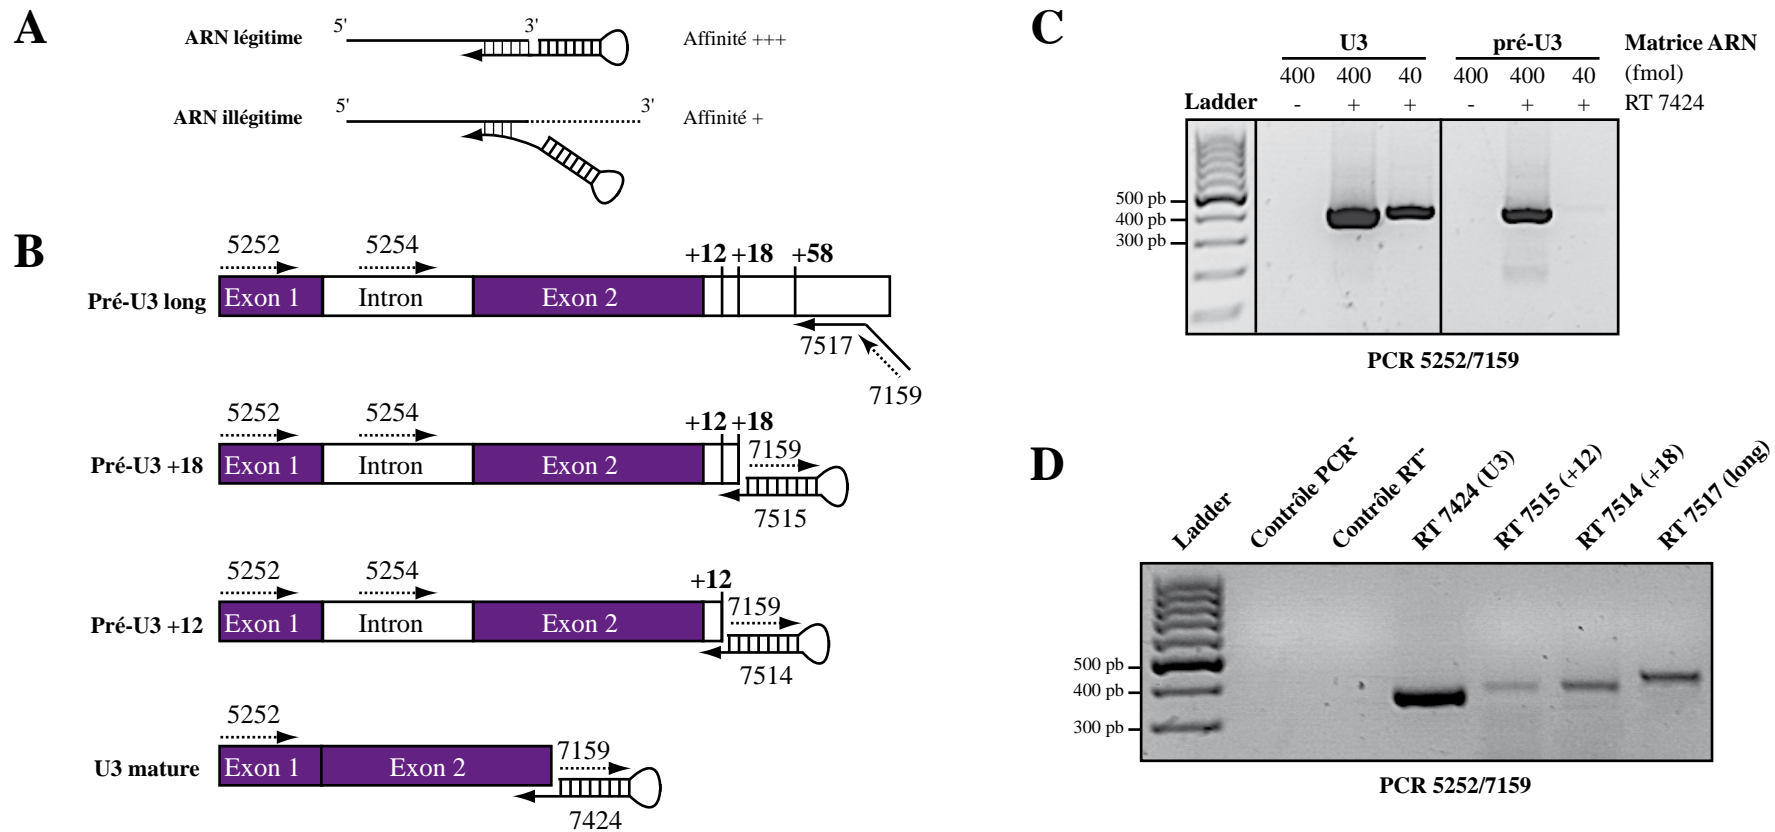 A
5' 3'
ARN légitime
Affinité +++
5' 3'
ARN illégitime
Affinité +
B
5252 5254 +12 +18 +58
Pré-U3 long
Exon 1 Intron Exon 2
7517
7159
5252 5254 +12 +18
7159
Pré-U3 +18
Exon 1 Intron Exon 2
7515
5252 5254 +12
7159
Pré-U3 +12
Exon 1 Intron Exon 2
7514
5252
7159
U3 mature
Exon 1 Exon 2
7424
C
U3 pré-U3 Matrice ARN
400 400 40 400 400 40 (fmol)
Ladder - + + - + + RT 7424
500 pb
400 pb
300 pb
PCR 5252/7159
D
Ladder
Contrôle PCR-
Contrôle RT-
RT 7424 (U3)
RT 7515 (+12)
RT 7514 (+18)
RT 7517 (long)
500 pb
400 pb
300 pb
PCR 5252/7159